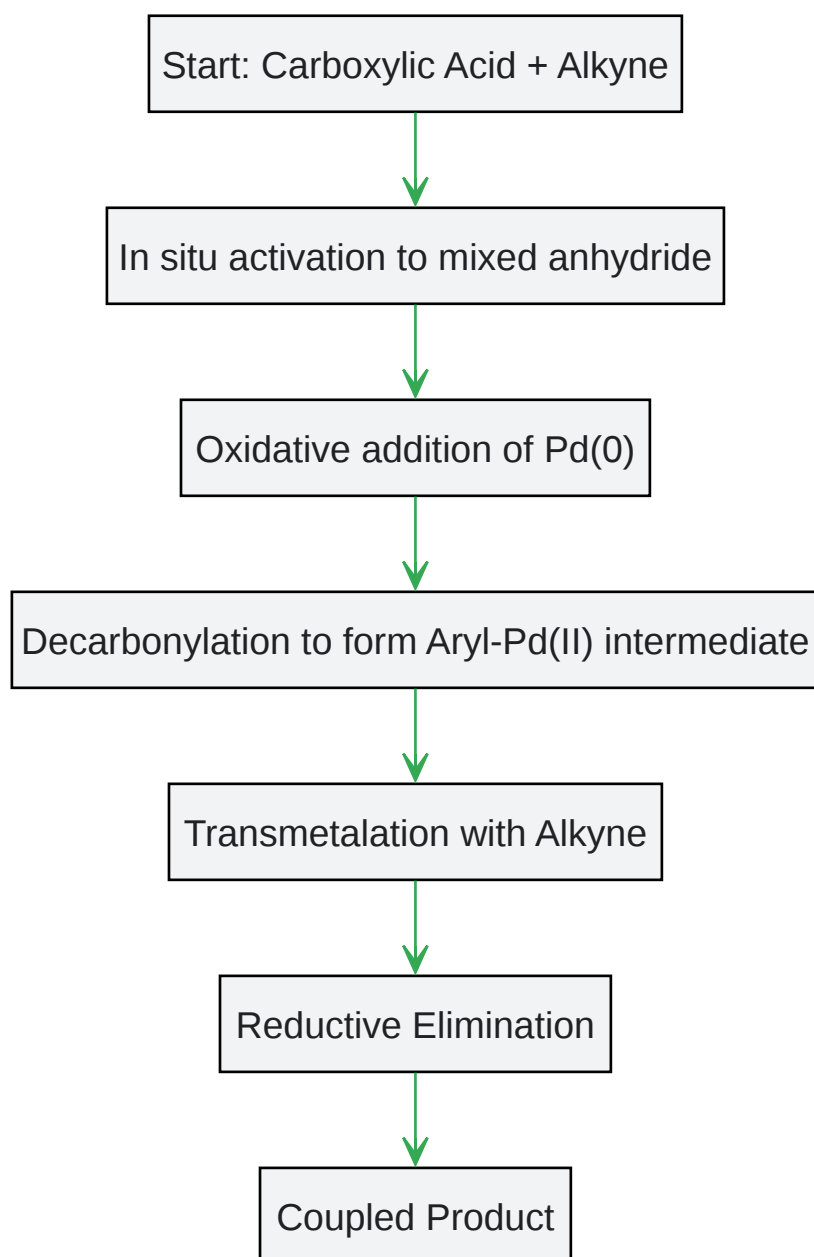 Start: Carboxylic Acid + Alkyne
In situ activation to mixed anhydride
Oxidative addition of Pd(0)
Decarbonylation to form Aryl-Pd(II) intermediate
Transmetalation with Alkyne
Reductive Elimination
Coupled Product